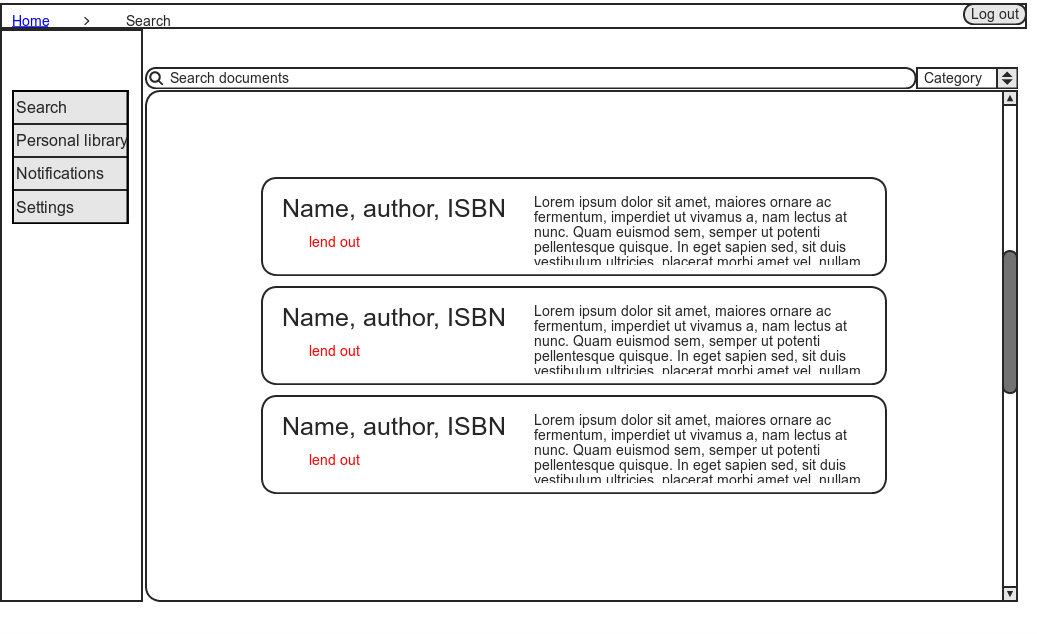 Home > Search
Log out
Search documents
Category
Search
Personal library
Notifications
Settings
Name, author, ISBN
lend out
Lorem ipsum dolor sit amet, maiores ornare ac
fermentum, imperdiet ut vivamus a, nam lectus at
nunc. Quam euismod sem, semper ut potenti
pellentesque quisque. In eget sapien sed, sit duis
vestibulum ultricies, placerat morbi amet vel, nullam
Name, author, ISBN
lend out
Lorem ipsum dolor sit amet, maiores ornare ac
fermentum, imperdiet ut vivamus a, nam lectus at
nunc. Quam euismod sem, semper ut potenti
pellentesque quisque. In eget sapien sed, sit duis
vestibulum ultricies, placerat morbi amet vel, nullam
Name, author, ISBN
lend out
Lorem ipsum dolor sit amet, maiores ornare ac
fermentum, imperdiet ut vivamus a, nam lectus at
nunc. Quam euismod sem, semper ut potenti
pellentesque quisque. In eget sapien sed, sit duis
vestibulum ultricies, placerat morbi amet vel, nullam